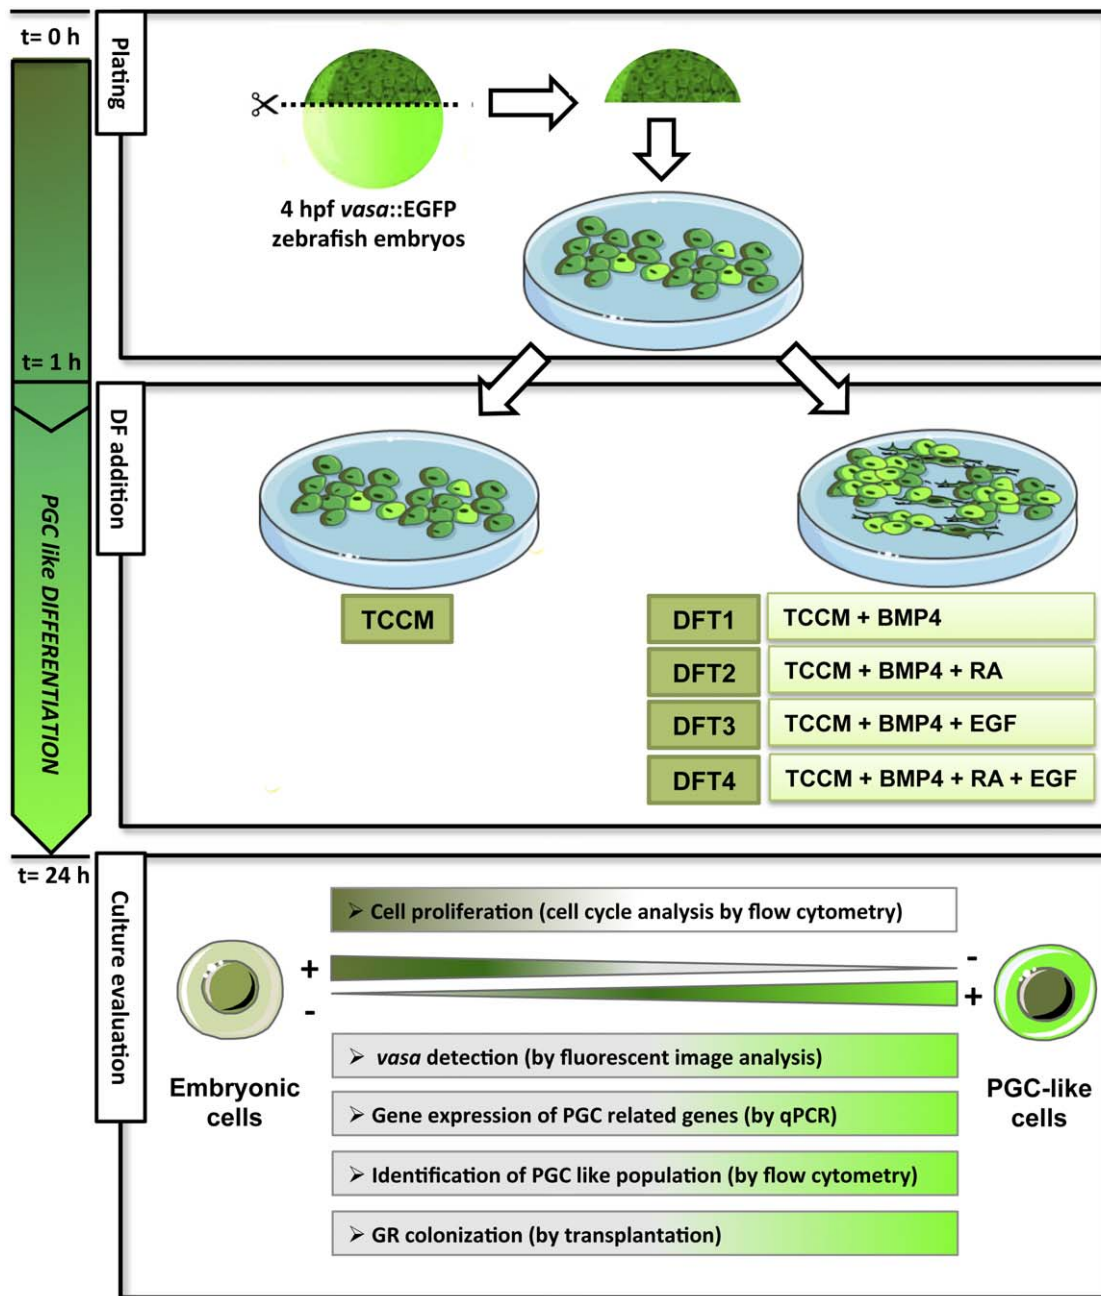 t= 0 h
Plating
4 hpf vasa::EGFP
zebrafish embryos
t= 1 h
DF addition
PGC like DIFFERENTIATION
TCCM
DFT1 TCCM + BMP4
DFT2 TCCM + BMP4 + RA
DFT3 TCCM + BMP4 + EGF
DFT4 TCCM + BMP4 + RA + EGF
t= 24 h
Culture evaluation
➢ Cell proliferation (cell cycle analysis by flow cytometry)
+ -
- +
Embryonic
cells
PGC-like
cells
➢ vasa detection (by fluorescent image analysis)
➢ Gene expression of PGC related genes (by qPCR)
➢ Identification of PGC like population (by flow cytometry)
➢ GR colonization (by transplantation)